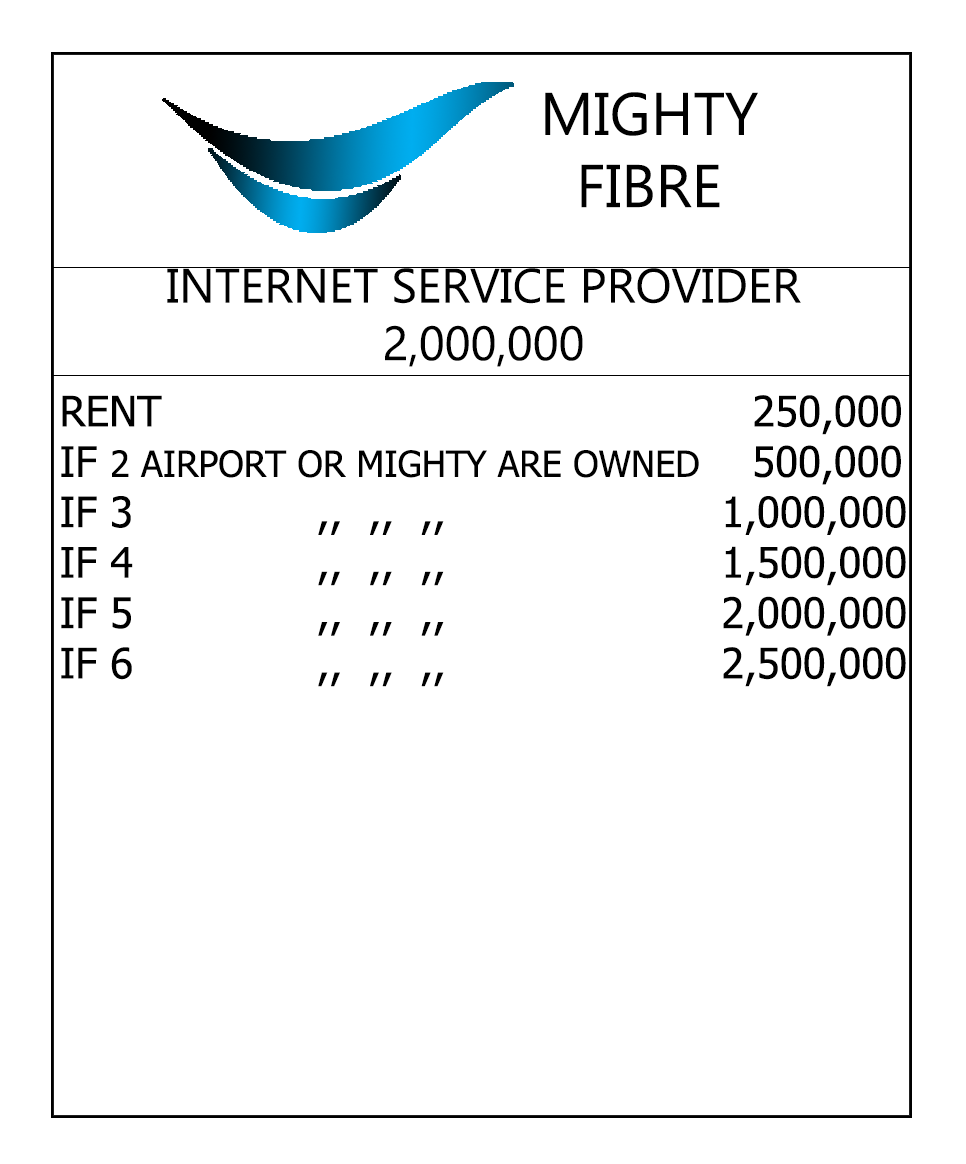 MIGHTY
FIBRE
INTERNET SERVICE PROVIDER
2,000,000
RENT 250,000
IF 2 AIRPORT OR MIGHTY ARE OWNED 500,000
IF 3 ,, ,, ,, 1,000,000
IF 4 ,, ,, ,, 1,500,000
IF 5 ,, ,, ,, 2,000,000
IF 6 ,, ,, ,, 2,500,000